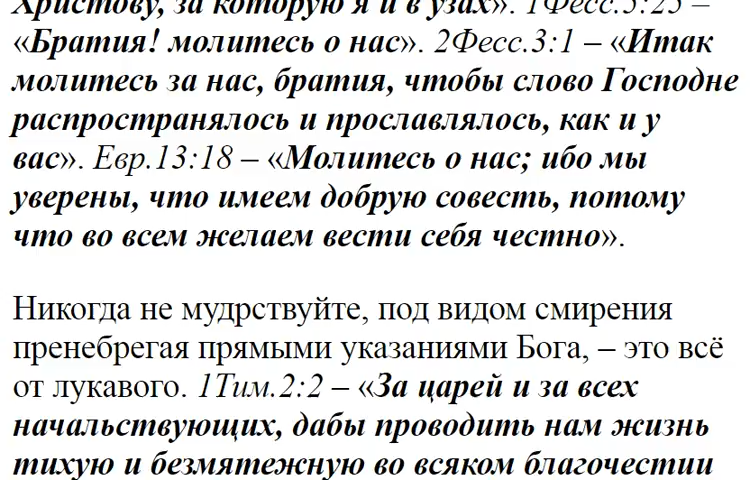 Христову, за которую я и в узах». 1Фесс.5:25 –
«Братия! молитесь о нас». 2Фесс.3:1 – «Итак
молитесь за нас, братия, чтобы слово Господне
распространялось и прославлялось, как и у
вас». Евр.13:18 – «Молитесь о нас; ибо мы
уверены, что имеем добрую совесть, потому
что во всем желаем вести себя честно».
Никогда не мудрствуйте, под видом смирения
пренебрегая прямыми указаниями Бога, – это всё
от лукавого. 1Тим.2:2 – «За царей и за всех
начальствующих, дабы проводить нам жизнь
тихую и безмятежную во всяком благочестии